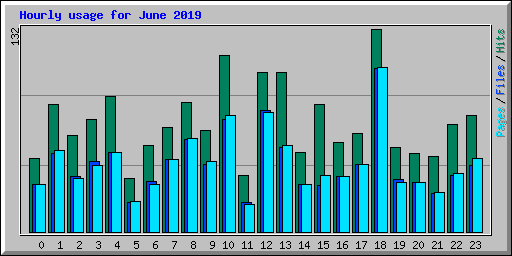 Hourly usage for June 2019
132
Pages/Files/Hits
0 1 2 3 4 5 6 7 8 9 10 11 12 13 14 15 16 17 18 19 20 21 22 23